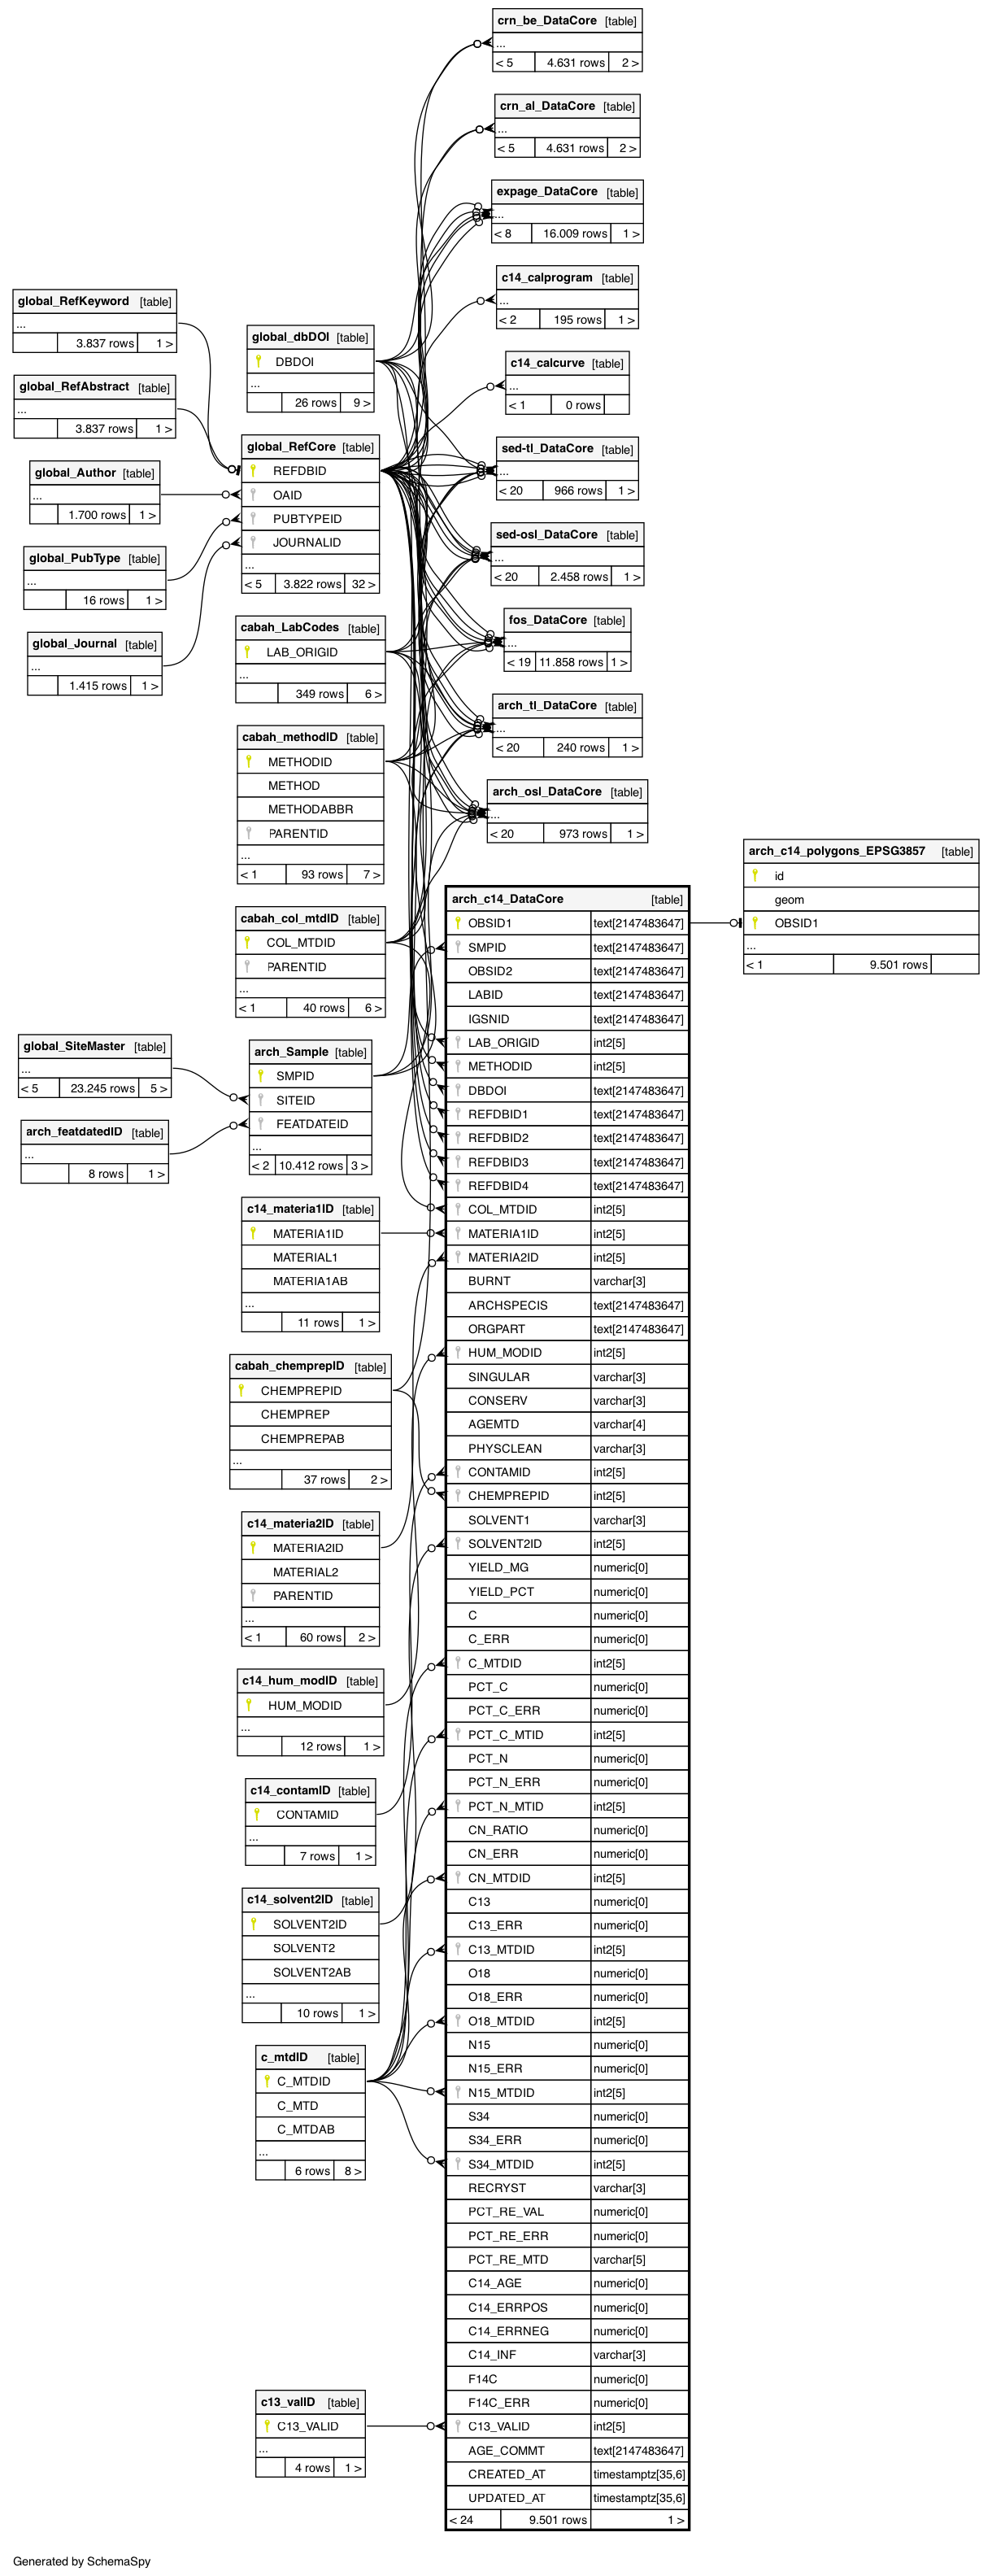 crn_be_DataCore [table]
...
< 5 4.631 rows 2 >
crn_al_DataCore [table]
...
< 5 4.631 rows 2 >
expage_DataCore [table]
...
< 8 16.009 rows 1 >
c14_calprogram [table]
...
< 2 195 rows 1 >
c14_calcurve [table]
...
< 1 0 rows
sed-tl_DataCore [table]
...
< 20 966 rows 1 >
sed-osl_DataCore [table]
...
< 20 2.458 rows 1 >
fos_DataCore [table]
...
< 19 11.858 rows 1 >
arch_tl_DataCore [table]
...
< 20 240 rows 1 >
arch_osl_DataCore [table]
...
< 20 973 rows 1 >
global_RefKeyword [table]
...
3.837 rows 1 >
global_RefAbstract [table]
...
3.837 rows 1 >
global_Author [table]
...
1.700 rows 1 >
global_PubType [table]
...
16 rows 1 >
global_Journal [table]
...
1.415 rows 1 >
global_SiteMaster [table]
...
< 5 23.245 rows 5 >
arch_featdatedID [table]
...
8 rows 1 >
global_dbDOI [table]
DBDOI
...
26 rows 9 >
global_RefCore [table]
REFDBID
OAID
PUBTYPEID
JOURNALID
...
< 5 3.822 rows 32 >
cabah_LabCodes [table]
LAB_ORIGID
...
349 rows 6 >
cabah_methodID [table]
METHODID
METHOD
METHODABBR
PARENTID
...
< 1 93 rows 7 >
cabah_col_mtdID [table]
COL_MTDID
PARENTID
...
< 1 40 rows 6 >
arch_Sample [table]
SMPID
SITEID
FEATDATEID
...
< 2 10.412 rows 3 >
c14_materia1ID [table]
MATERIA1ID
MATERIAL1
MATERIA1AB
...
11 rows 1 >
cabah_chemprepID [table]
CHEMPREPID
CHEMPREP
CHEMPREPAB
...
37 rows 2 >
c14_materia2ID [table]
MATERIA2ID
MATERIAL2
PARENTID
...
< 1 60 rows 2 >
c14_hum_modID [table]
HUM_MODID
...
12 rows 1 >
c14_contamID [table]
CONTAMID
...
7 rows 1 >
c14_solvent2ID [table]
SOLVENT2ID
SOLVENT2
SOLVENT2AB
...
10 rows 1 >
c_mtdID [table]
C_MTDID
C_MTD
C_MTDAB
...
6 rows 8 >
c13_valID [table]
C13_VALID
...
4 rows 1 >
arch_c14_DataCore [table]
OBSID1 text[2147483647]
SMPID text[2147483647]
OBSID2 text[2147483647]
LABID text[2147483647]
IGSNID text[2147483647]
LAB_ORIGID int2[5]
METHODID int2[5]
DBDOI text[2147483647]
REFDBID1 text[2147483647]
REFDBID2 text[2147483647]
REFDBID3 text[2147483647]
REFDBID4 text[2147483647]
COL_MTDID int2[5]
MATERIA1ID int2[5]
MATERIA2ID int2[5]
BURNT varchar[3]
ARCHSPECIS text[2147483647]
ORGPART text[2147483647]
HUM_MODID int2[5]
SINGULAR varchar[3]
CONSERV varchar[3]
AGEMTD varchar[4]
PHYSCLEAN varchar[3]
CONTAMID int2[5]
CHEMPREPID int2[5]
SOLVENT1 varchar[3]
SOLVENT2ID int2[5]
YIELD_MG numeric[0]
YIELD_PCT numeric[0]
C numeric[0]
C_ERR numeric[0]
C_MTDID int2[5]
PCT_C numeric[0]
PCT_C_ERR numeric[0]
PCT_C_MTID int2[5]
PCT_N numeric[0]
PCT_N_ERR numeric[0]
PCT_N_MTID int2[5]
CN_RATIO numeric[0]
CN_ERR numeric[0]
CN_MTDID int2[5]
C13 numeric[0]
C13_ERR numeric[0]
C13_MTDID int2[5]
O18 numeric[0]
O18_ERR numeric[0]
O18_MTDID int2[5]
N15 numeric[0]
N15_ERR numeric[0]
N15_MTDID int2[5]
S34 numeric[0]
S34_ERR numeric[0]
S34_MTDID int2[5]
RECRYST varchar[3]
PCT_RE_VAL numeric[0]
PCT_RE_ERR numeric[0]
PCT_RE_MTD varchar[5]
C14_AGE numeric[0]
C14_ERRPOS numeric[0]
C14_ERRNEG numeric[0]
C14_INF varchar[3]
F14C numeric[0]
F14C_ERR numeric[0]
C13_VALID int2[5]
AGE_COMMT text[2147483647]
CREATED_AT timestamptz[35,6]
UPDATED_AT timestamptz[35,6]
< 24 9.501 rows 1 >
arch_c14_polygons_EPSG3857 [table]
id
geom
OBSID1
...
< 1 9.501 rows
Generated by SchemaSpy